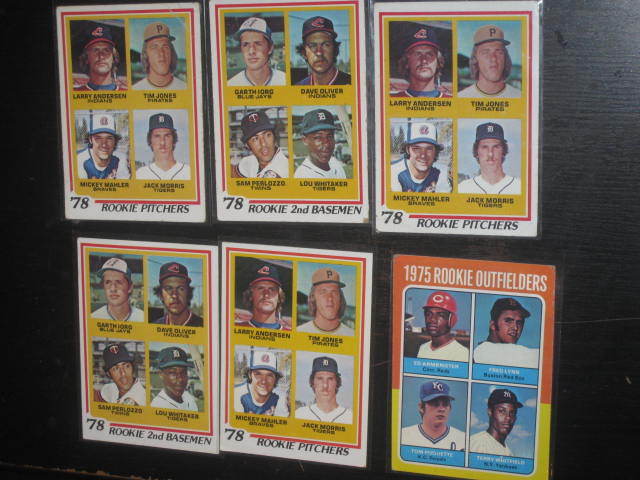 LARRY ANDERSEN
INDIANS
TIM JONES
PIRATES
MICKEY MAHLER
BRAVES
JACK MORRIS
TIGERS
'78 ROOKIE PITCHERS
GARTH IORG
BLUE JAYS
DAVE OLIVER
INDIANS
SAM PERLOZZO
TWINS
LOU WHITAKER
TIGERS
'78 ROOKIE 2nd BASEMEN
LARRY ANDERSEN
INDIANS
TIM JONES
PIRATES
MICKEY MAHLER
BRAVES
JACK MORRIS
TIGERS
'78 ROOKIE PITCHERS
GARTH IORG
BLUE JAYS
DAVE OLIVER
INDIANS
SAM PERLOZZO
TWINS
LOU WHITAKER
TIGERS
'78 ROOKIE 2nd BASEMEN
LARRY ANDERSEN
INDIANS
TIM JONES
PIRATES
MICKEY MAHLER
BRAVES
JACK MORRIS
TIGERS
'78 ROOKIE PITCHERS
1975 ROOKIE OUTFIELDERS
ED ARMBRISTER
Cinn. Reds
FRED LYNN
Boston Red Sox
TOM POQUETTE
K.C. Royals
TERRY WHITFIELD
N.Y. Yankees